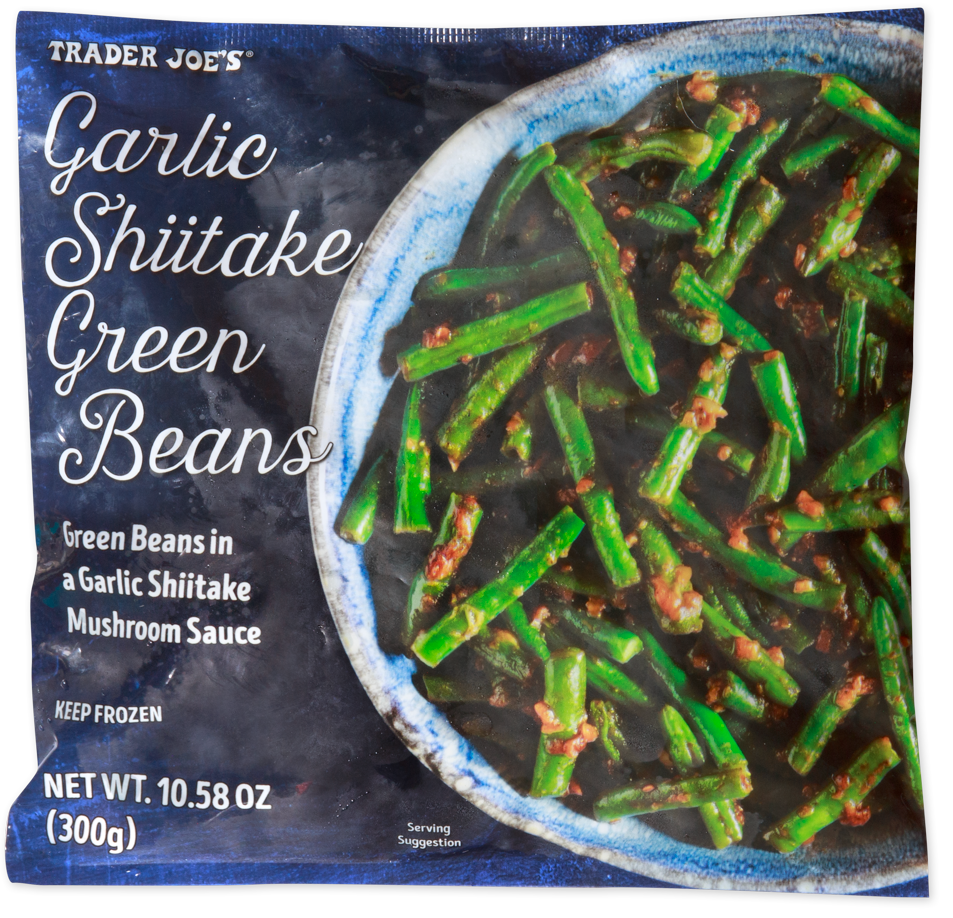 TRADER JOE'S®
Garlic
Shiitake
Green
Beans
Green Beans in
a Garlic Shiitake
Mushroom Sauce
KEEP FROZEN
NET WT. 10.58 OZ
(300g)
Serving
Suggestion